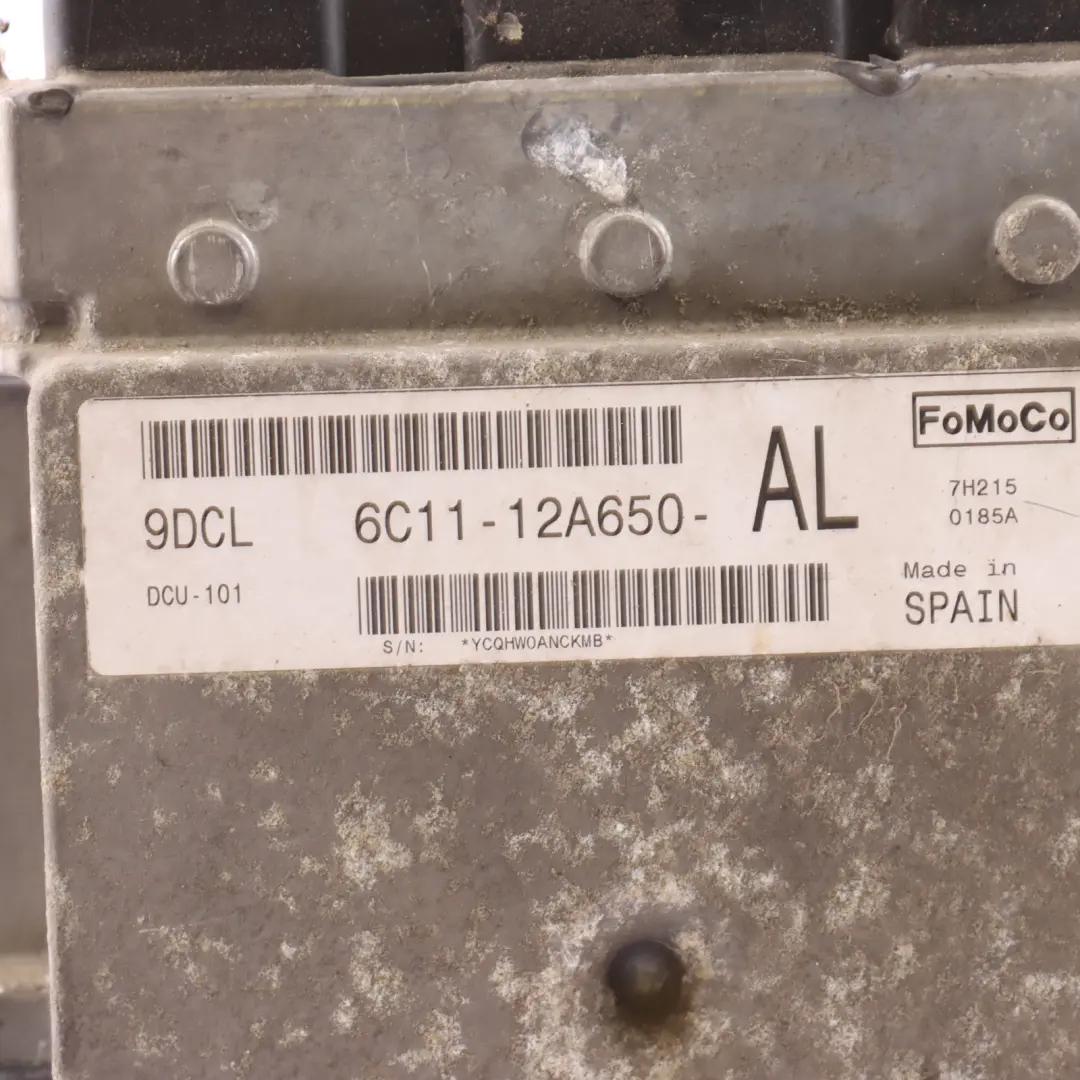 FoMoCo
9DCL 6C11-12A650- AL
7H215
0185A
DCU-101
Made in
SPAIN
S/N: *YCQHW0ANCKMB*